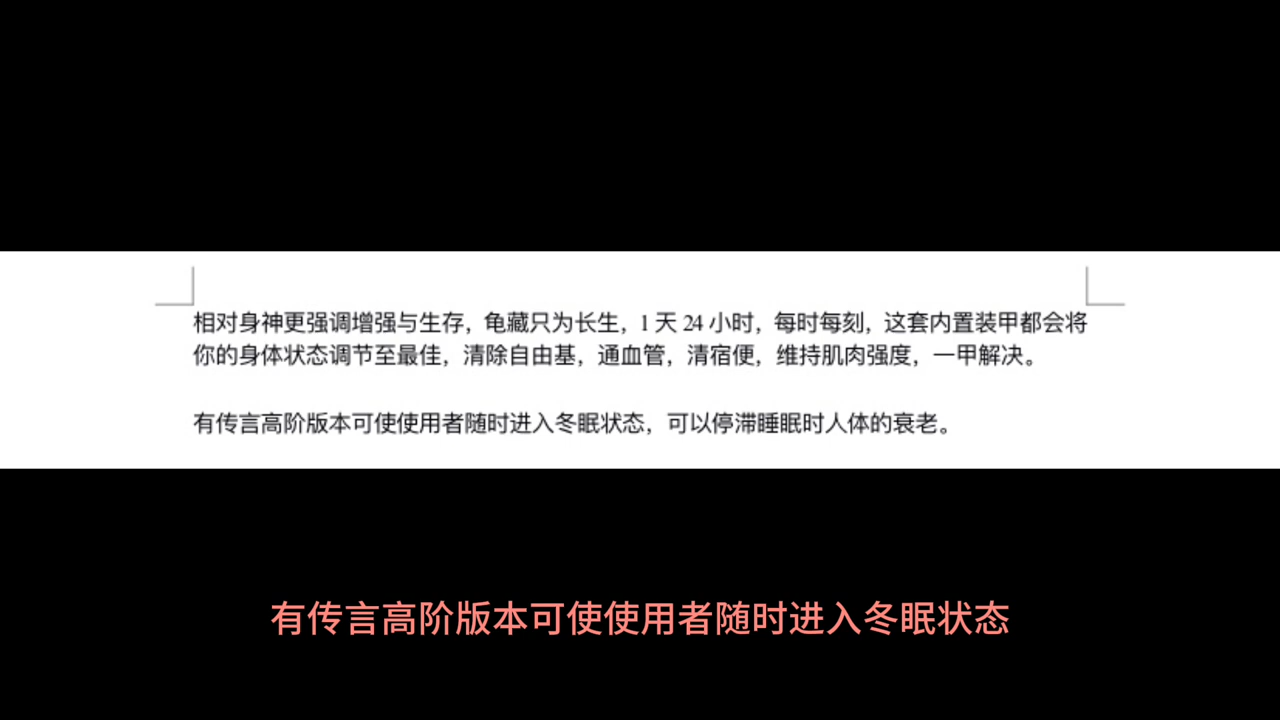 相对身神更强调增强与生存，龟藏只为长生，1 天 24 小时，每时每刻，这套内置装甲都会将
你的身体状态调节至最佳，清除自由基，通血管，清宿便，维持肌肉强度，一甲解决。
有传言高阶版本可使使用者随时进入冬眠状态，可以停滞睡眠时人体的衰老。
有传言高阶版本可使使用者随时进入冬眠状态